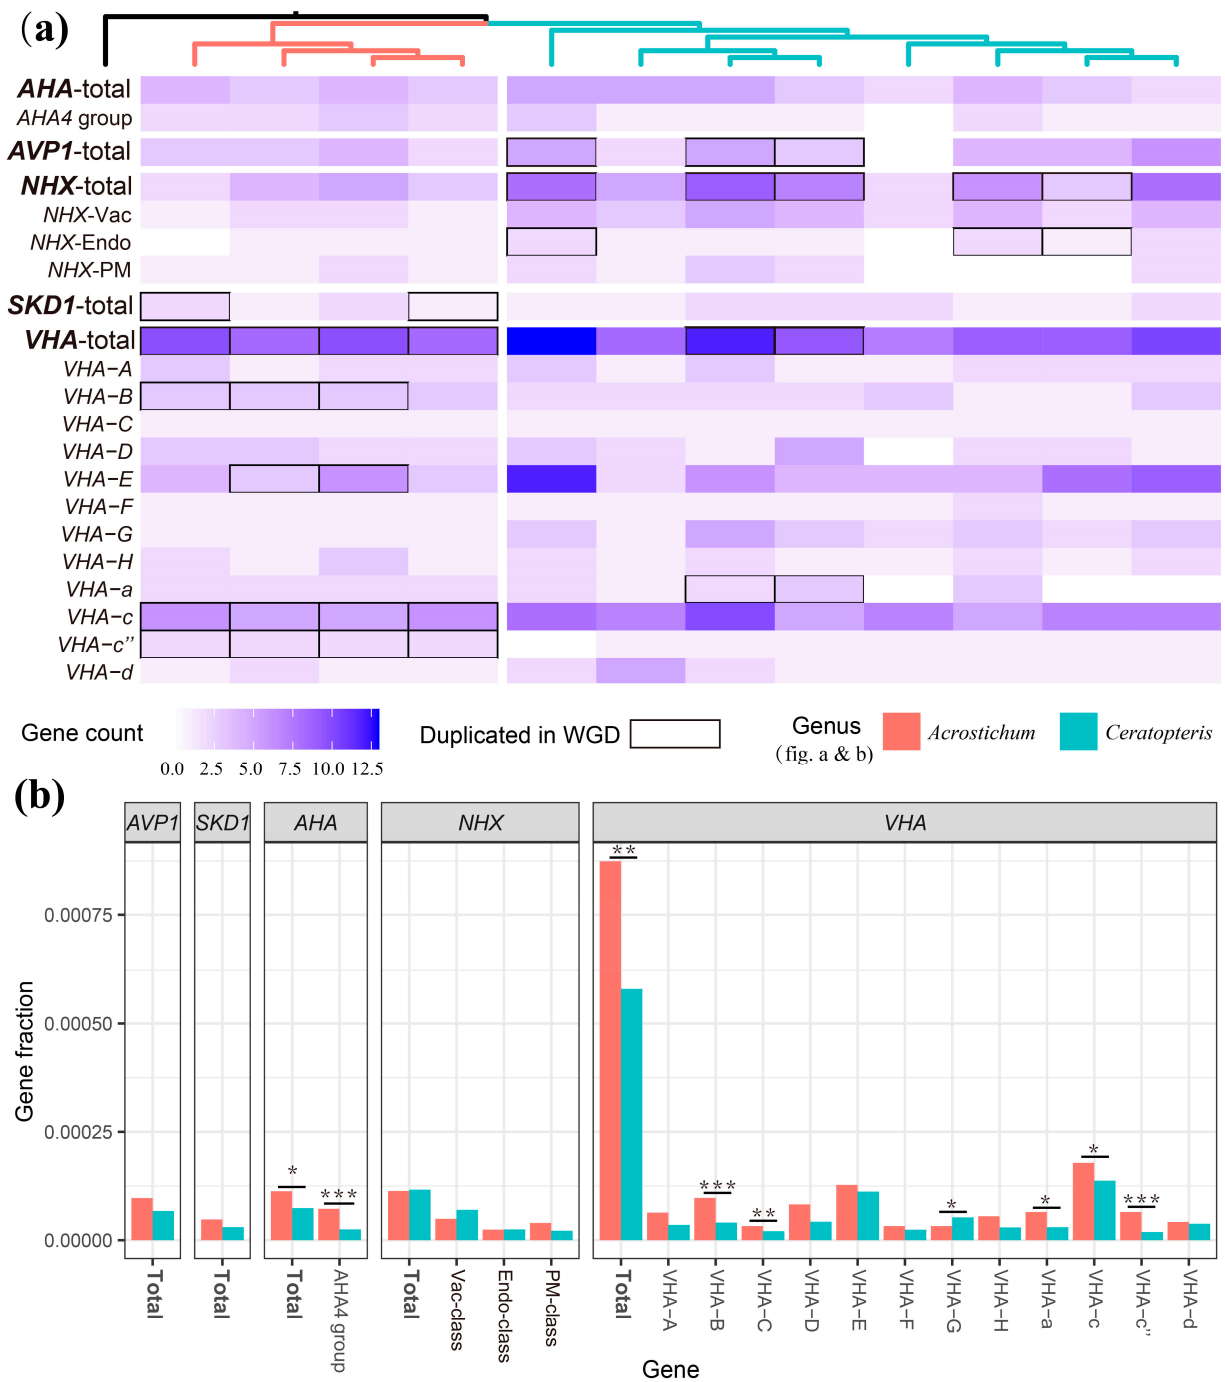 (a)
AHA-total
AHA4 group
AVP1-total
NHX-total
NHX-Vac
NHX-Endo
NHX-PM
SKD1-total
VHA-total
VHA−A
VHA−B
VHA−C
VHA−D
VHA−E
VHA−F
VHA−G
VHA−H
VHA−a
VHA−c
VHA−c’’
VHA−d
Gene count
0.0 2.5 5.0 7.5 10.0 12.5
Duplicated in WGD
Genus
(fig. a & b)
Acrostichum
Ceratopteris
(b)
AVP1 SKD1 AHA NHX VHA
Gene fraction
0.00075
0.00050
0.00025
0.00000
* *** ** *** ** * * * ***
Total
Total
Total
AHA4 group
Total
Vac-class
Endo-class
PM-class
Total
VHA−A
VHA−B
VHA−C
VHA−D
VHA−E
VHA−F
VHA−G
VHA−H
VHA−a
VHA−c
VHA−c’’
VHA−d
Gene